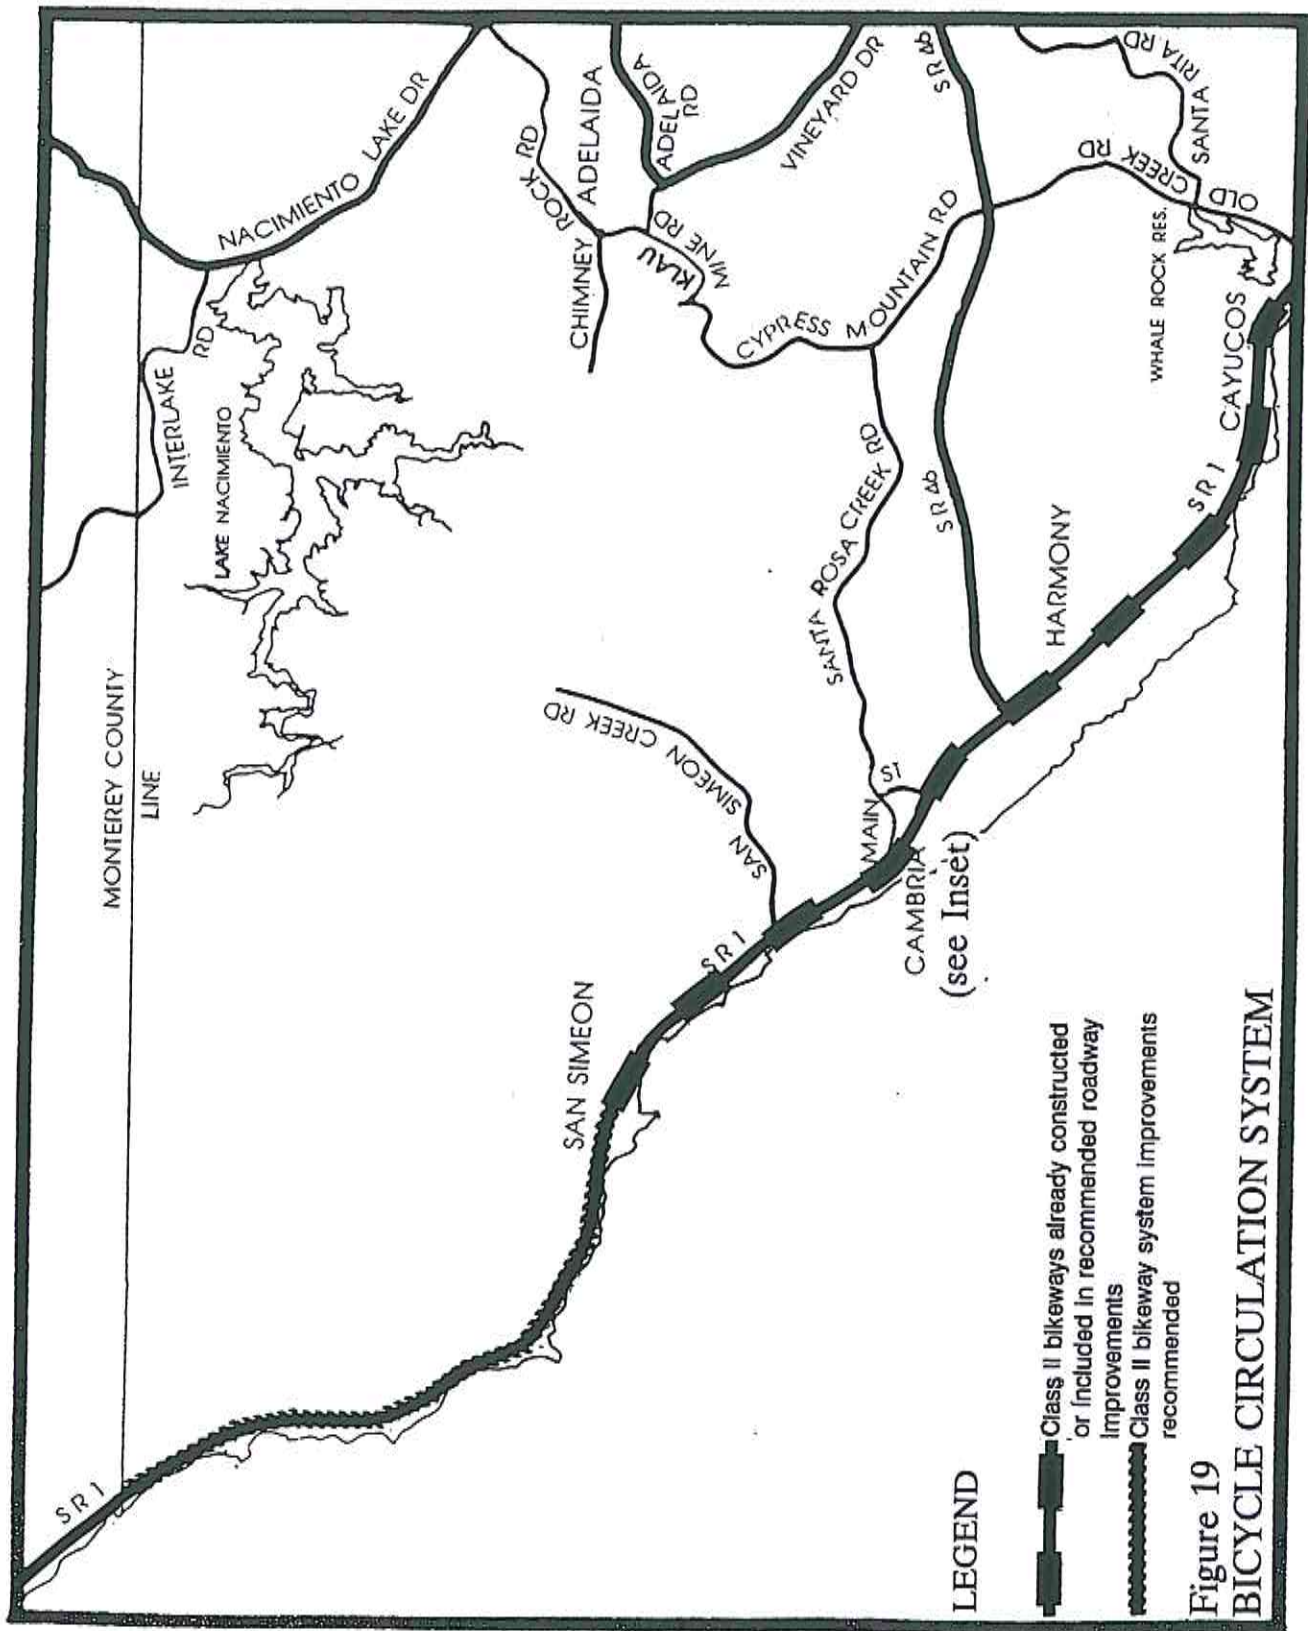 MONTEREY COUNTY
LINE
SR 1
INTERLAKE
RD
NACIMIENTO LAKE DR
LAKE NACIMIENTO
CHIMNEY ROCK RD
ADELAIDA
ADELAIDA
RD
KLAU
MINE RD
VINEYARD DR
CYPRESS MOUNTAIN RD
SR 46
SANTA RITA RD
OLD CREEK RD
WHALE ROCK RES.
SAN SIMEON
SAN SIMEON CREEK RD
SR 1
SANTA ROSA CREEK RD
MAIN ST
CAMBRIA
(see Inset)
SR 46
HARMONY
SR 1
CAYUCOS
LEGEND
Class II bikeways already constructed
or included in recommended roadway
improvements
Class II bikeway system improvements
recommended
Figure 19
BICYCLE CIRCULATION SYSTEM